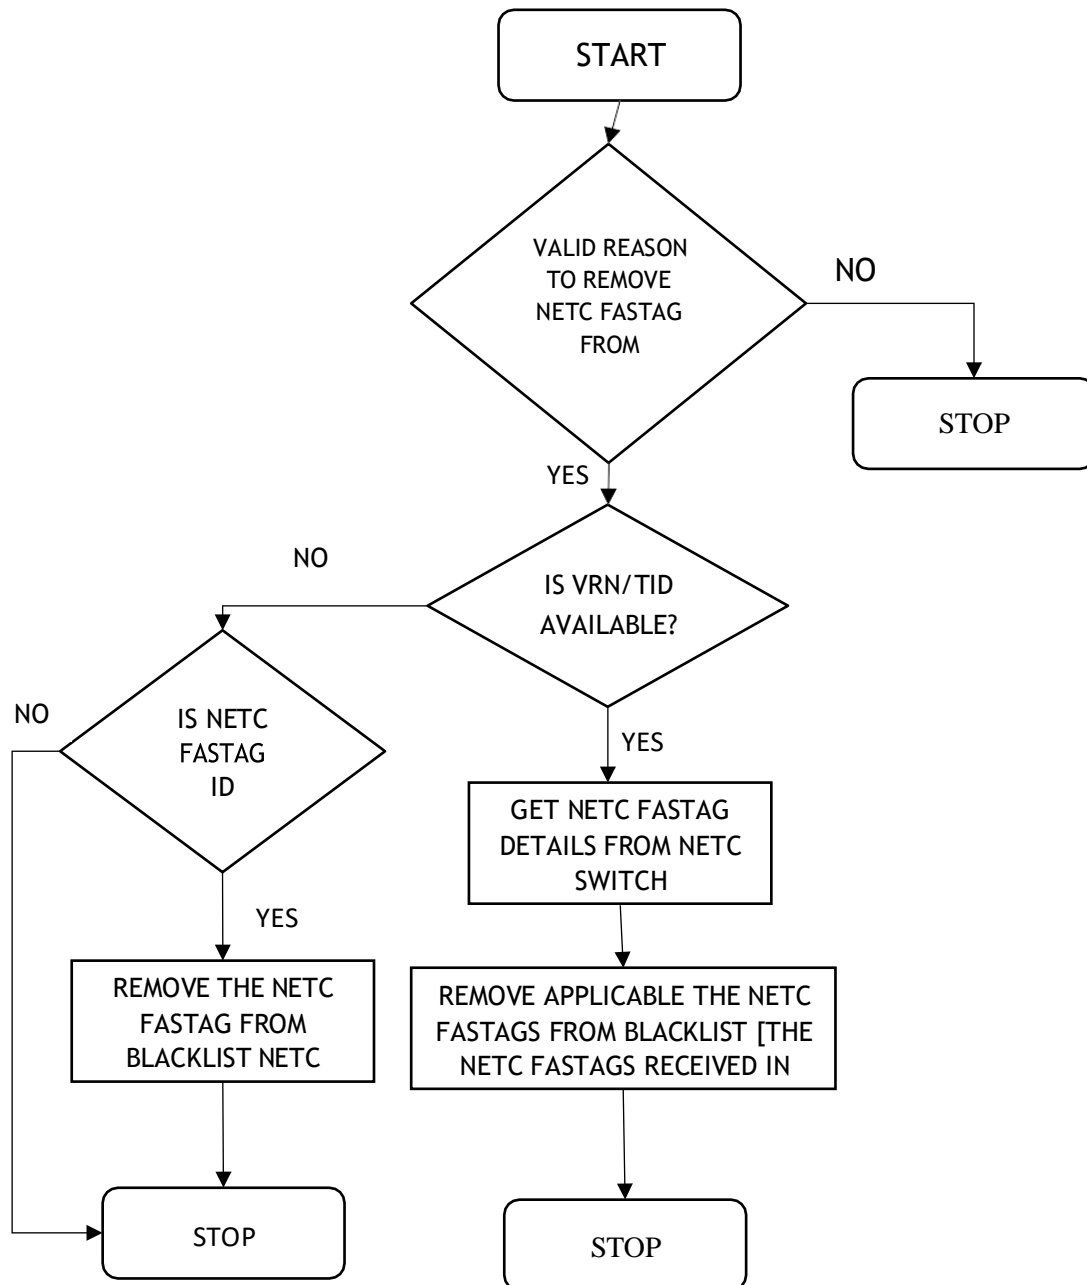 START
VALID REASON
TO REMOVE
NETC FASTAG
FROM
NO
STOP
YES
NO
IS VRN/TID
AVAILABLE?
NO
IS NETC
FASTAG
ID
YES
GET NETC FASTAG
DETAILS FROM NETC
SWITCH
YES
REMOVE THE NETC
FASTAG FROM
BLACKLIST NETC
REMOVE APPLICABLE THE NETC
FASTAGS FROM BLACKLIST [THE
NETC FASTAGS RECEIVED IN
STOP
STOP